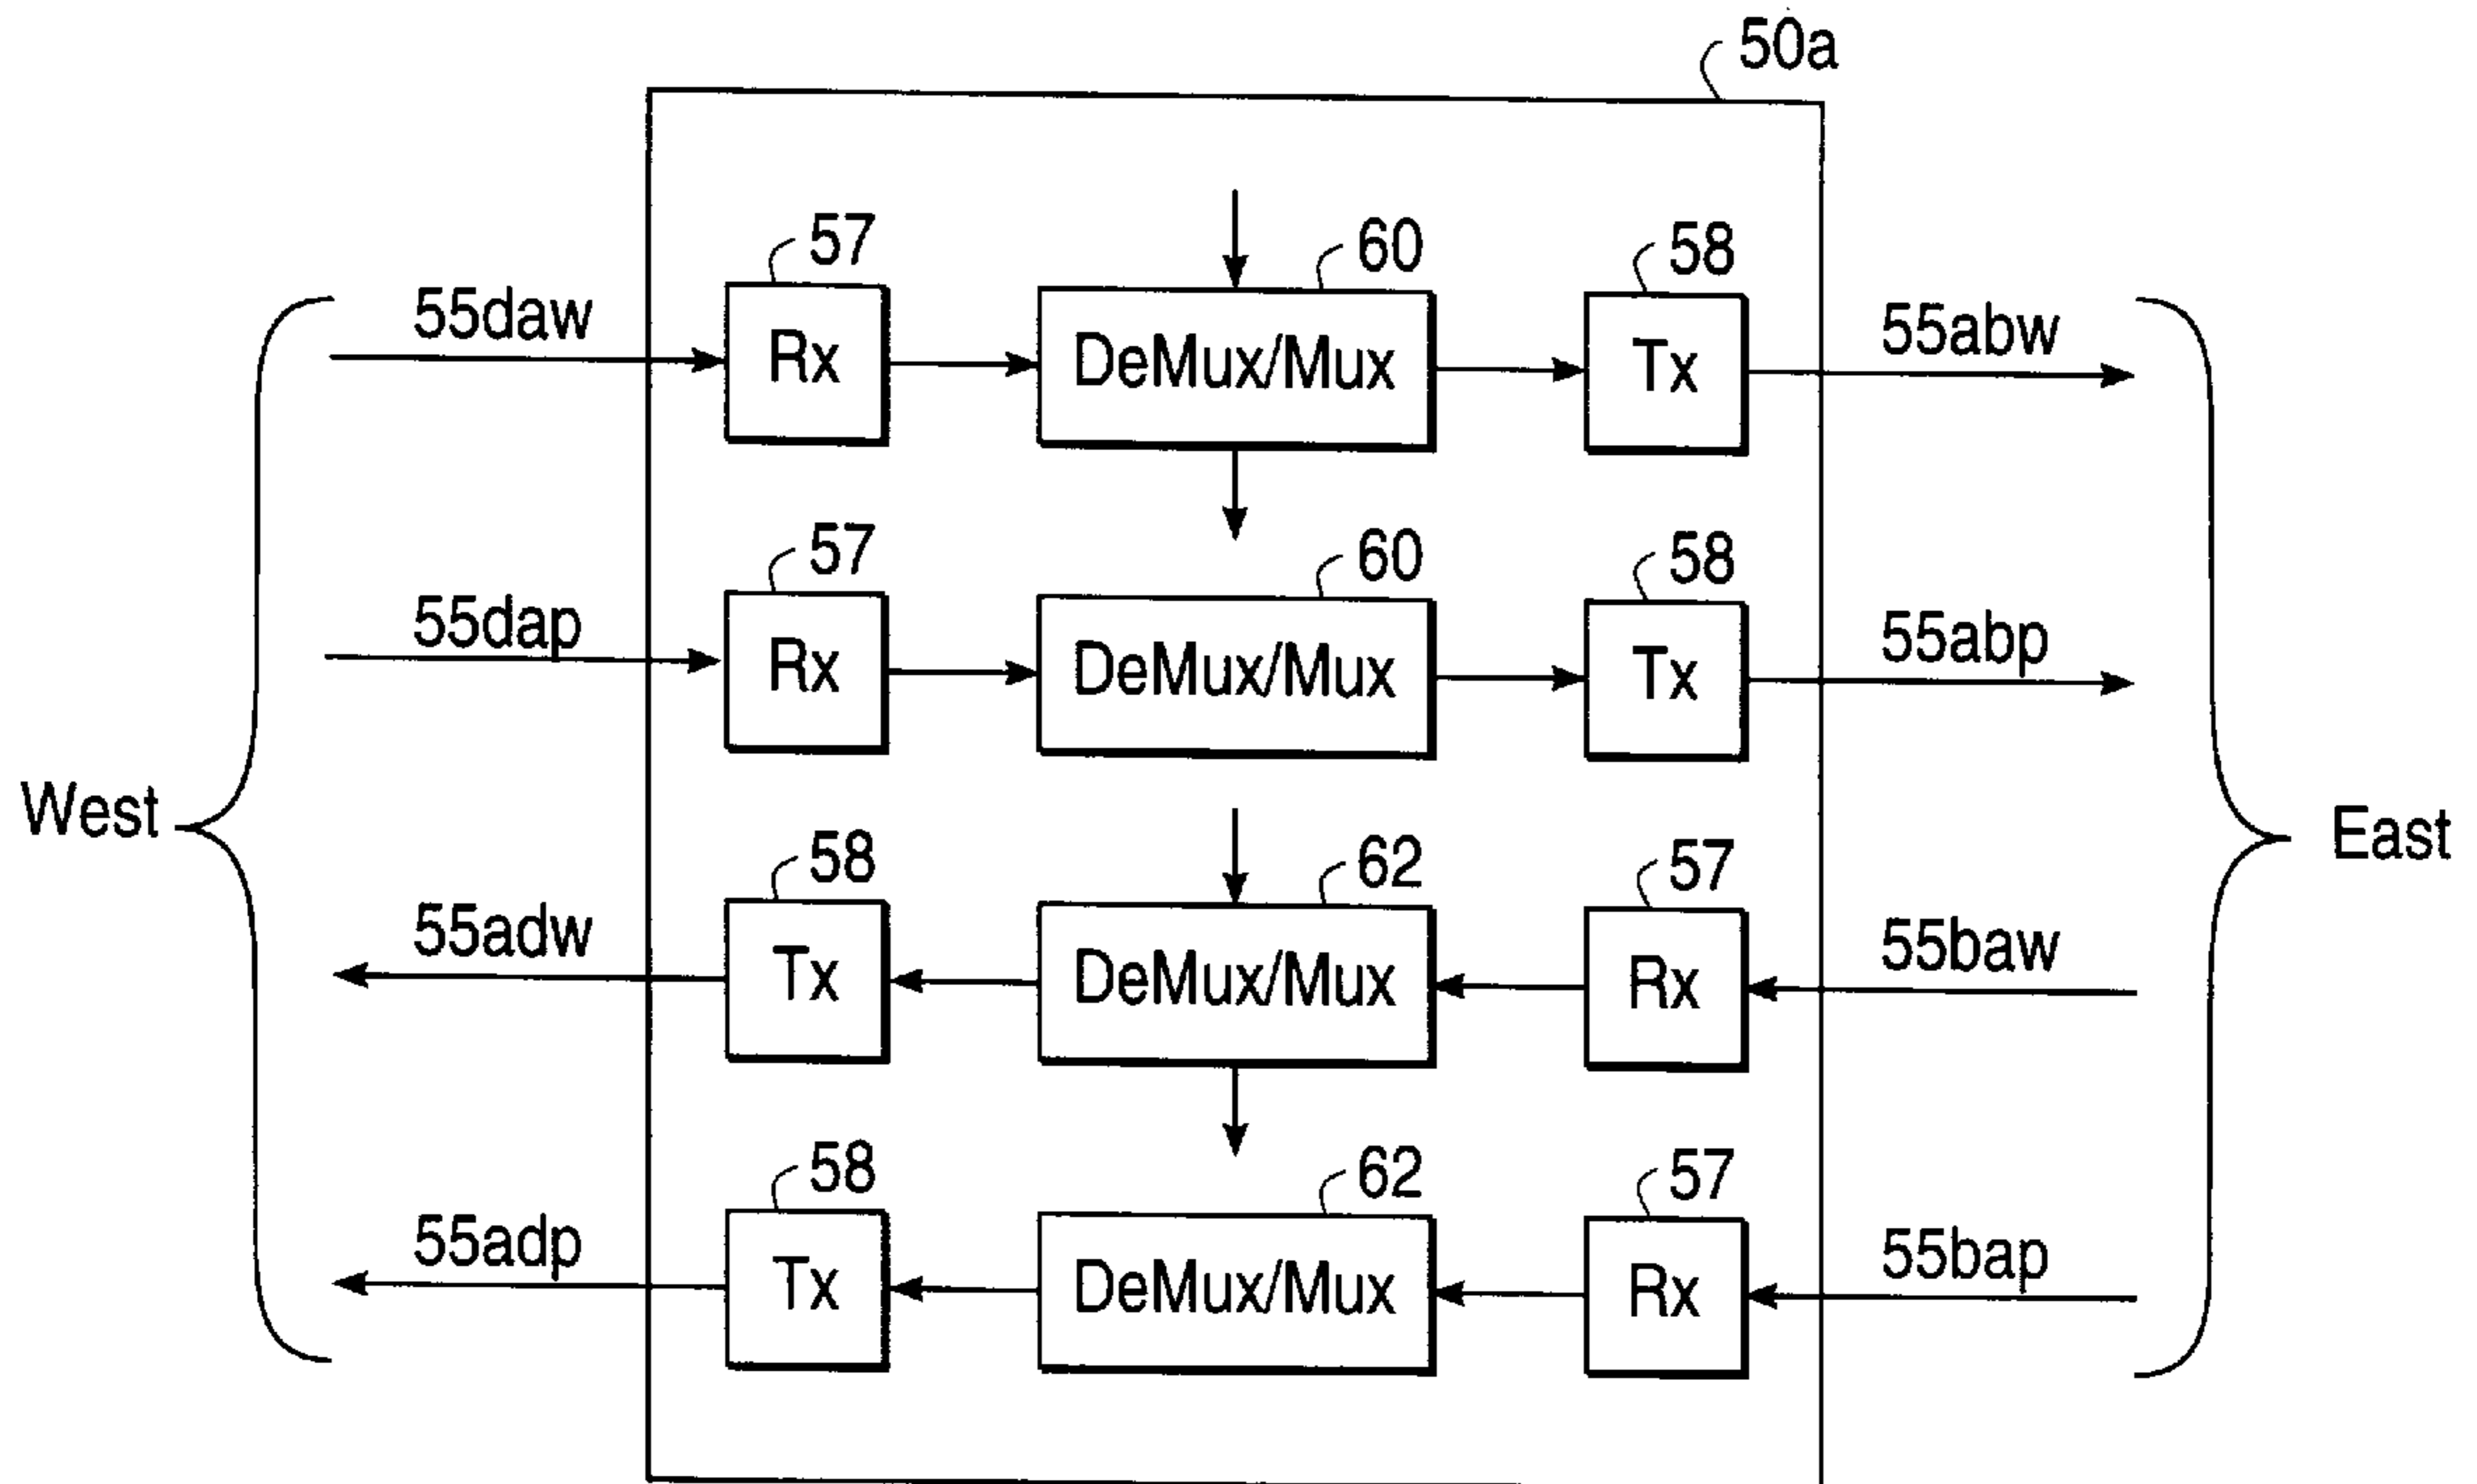 50a
57 60 58
55daw Rx DeMux/Mux Tx 55abw
57 60 58
55dap Rx DeMux/Mux Tx 55abp
West East
58 62 57
55adw Tx DeMux/Mux Rx 55baw
58 62 57
55adp Tx DeMux/Mux Rx 55bap